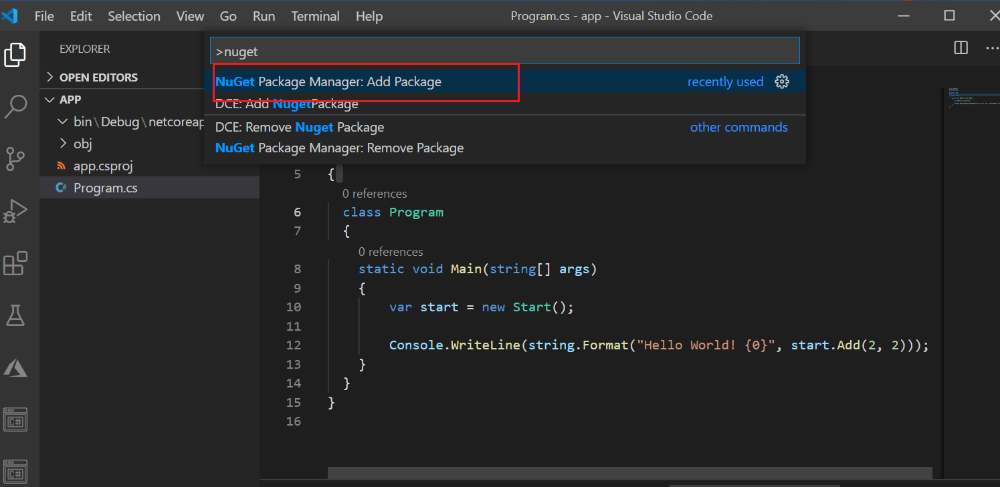 File Edit Selection View Go Run Terminal Help Program.cs - app - Visual Studio Code
EXPLORER
OPEN EDITORS
APP
bin\Debug\netcoreap
obj
app.csproj
C# Program.cs
>nuget
NuGet Package Manager: Add Package recently used
DCE: Add NugetPackage
DCE: Remove Nuget Package other commands
NuGet Package Manager: Remove Package
5 {
0 references
6 class Program
7 {
0 references
8 static void Main(string[] args)
9 {
10 var start = new Start();
11
12 Console.WriteLine(string.Format("Hello World! {0}", start.Add(2, 2)));
13 }
14 }
15 }
16
C#
C#